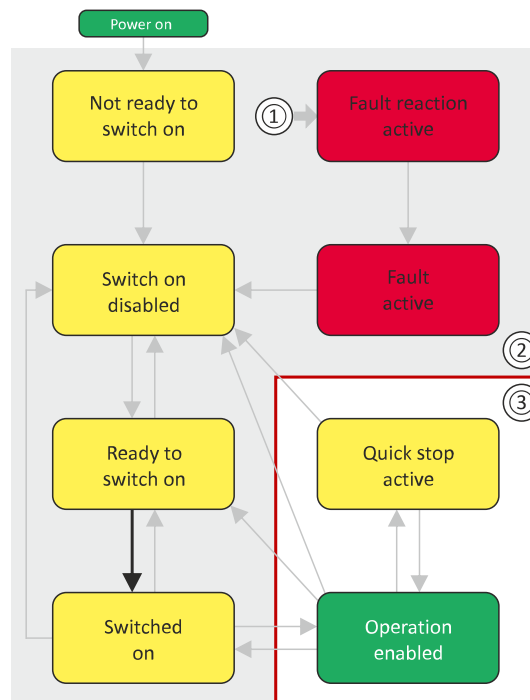 Power on
Not ready to
switch on
①
Fault reaction
active
Switch on
disabled
Fault
active
②
③
Ready to
switch on
Quick stop
active
Switched
on
Operation
enabled